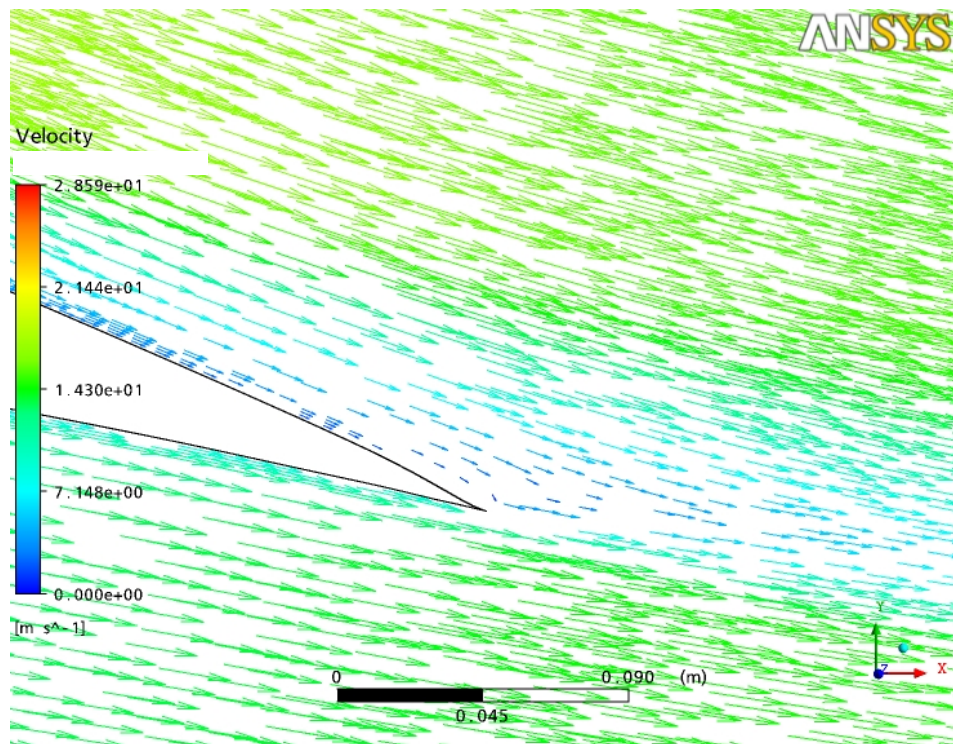 ANSYS
Velocity
2.859e+01
2.144e+01
1.430e+01
7.148e+00
0.000e+00
[m s^-1]
0 0.090 (m)
0.045
Y
Z X